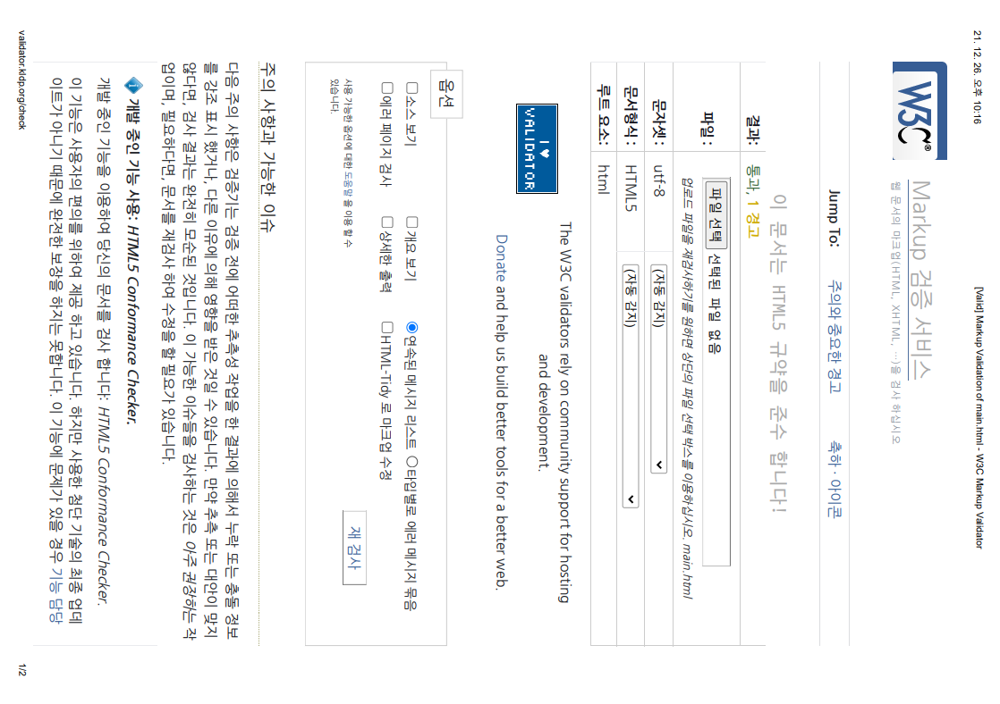 21. 12. 26. 오후 10:16
[Valid] Markup Validation of main.html - W3C Markup Validator
W3C®
Markup 검증 서비스
웹 문서의 마크업(HTML, XHTML, …)을 검사 하십시오
Jump To: 주의와 중요한 경고 축하 · 아이콘
이 문서는 HTML5 규약을 준수 합니다!
결과: 통과, 1 경고
파일 : 파일 선택 선택된 파일 없음
업로드 파일을 재검사하기를 원하면 상단의 파일 선택 박스를 이용하십시오. main.html
문자셋 : utf-8 (자동 감지)
문서형식 : HTML5 (자동 감지)
루트 요소: html
I ♥
VALIDATOR
The W3C validators rely on community support for hosting
and development.
Donate and help us build better tools for a better web.
옵션
소스 보기 개요 보기 연속된 메시지 리스트 타입별로 에러 메시지 묶음
에러 페이지 검사 상세한 출력 HTML-Tidy 로 마크업 수정
사용 가능한 옵션에 대한 도움말 을 이용 할 수
있습니다.
재 검사
주의 사항과 가능한 이슈
다음 주의 사항은 검증기는 검증 전에 어떠한 추측성 작업을 한 결과에 의해서 누락 또는 충돌 정보
를 강조 표시 했거나, 다른 이유에 의해 영향을 받은 것일 수 있습니다. 만약 추측 또는 대안이 맞지
않다면, 검사 결과는 완전히 모순된 것입니다. 이 가능한 이슈들을 검사하는 것은 아주 권장하는 작
업이며, 필요하다면, 문서를 재검사 하여 수정을 할 필요가 있습니다.
개발 중인 기능 사용: HTML5 Conformance Checker.
개발 중인 기능을 이용하여 당신의 문서를 검사 합니다: HTML5 Conformance Checker.
이 기능은 사용자의 편의를 위하여 제공 하고 있습니다. 하지만 사용한 첨단 기술의 최종 업데
이트가 아니기 때문에 완전한 보장을 하지는 못합니다. 이 기능에 문제가 있을 경우 기능 담당
validator.kldp.org/check
1/2